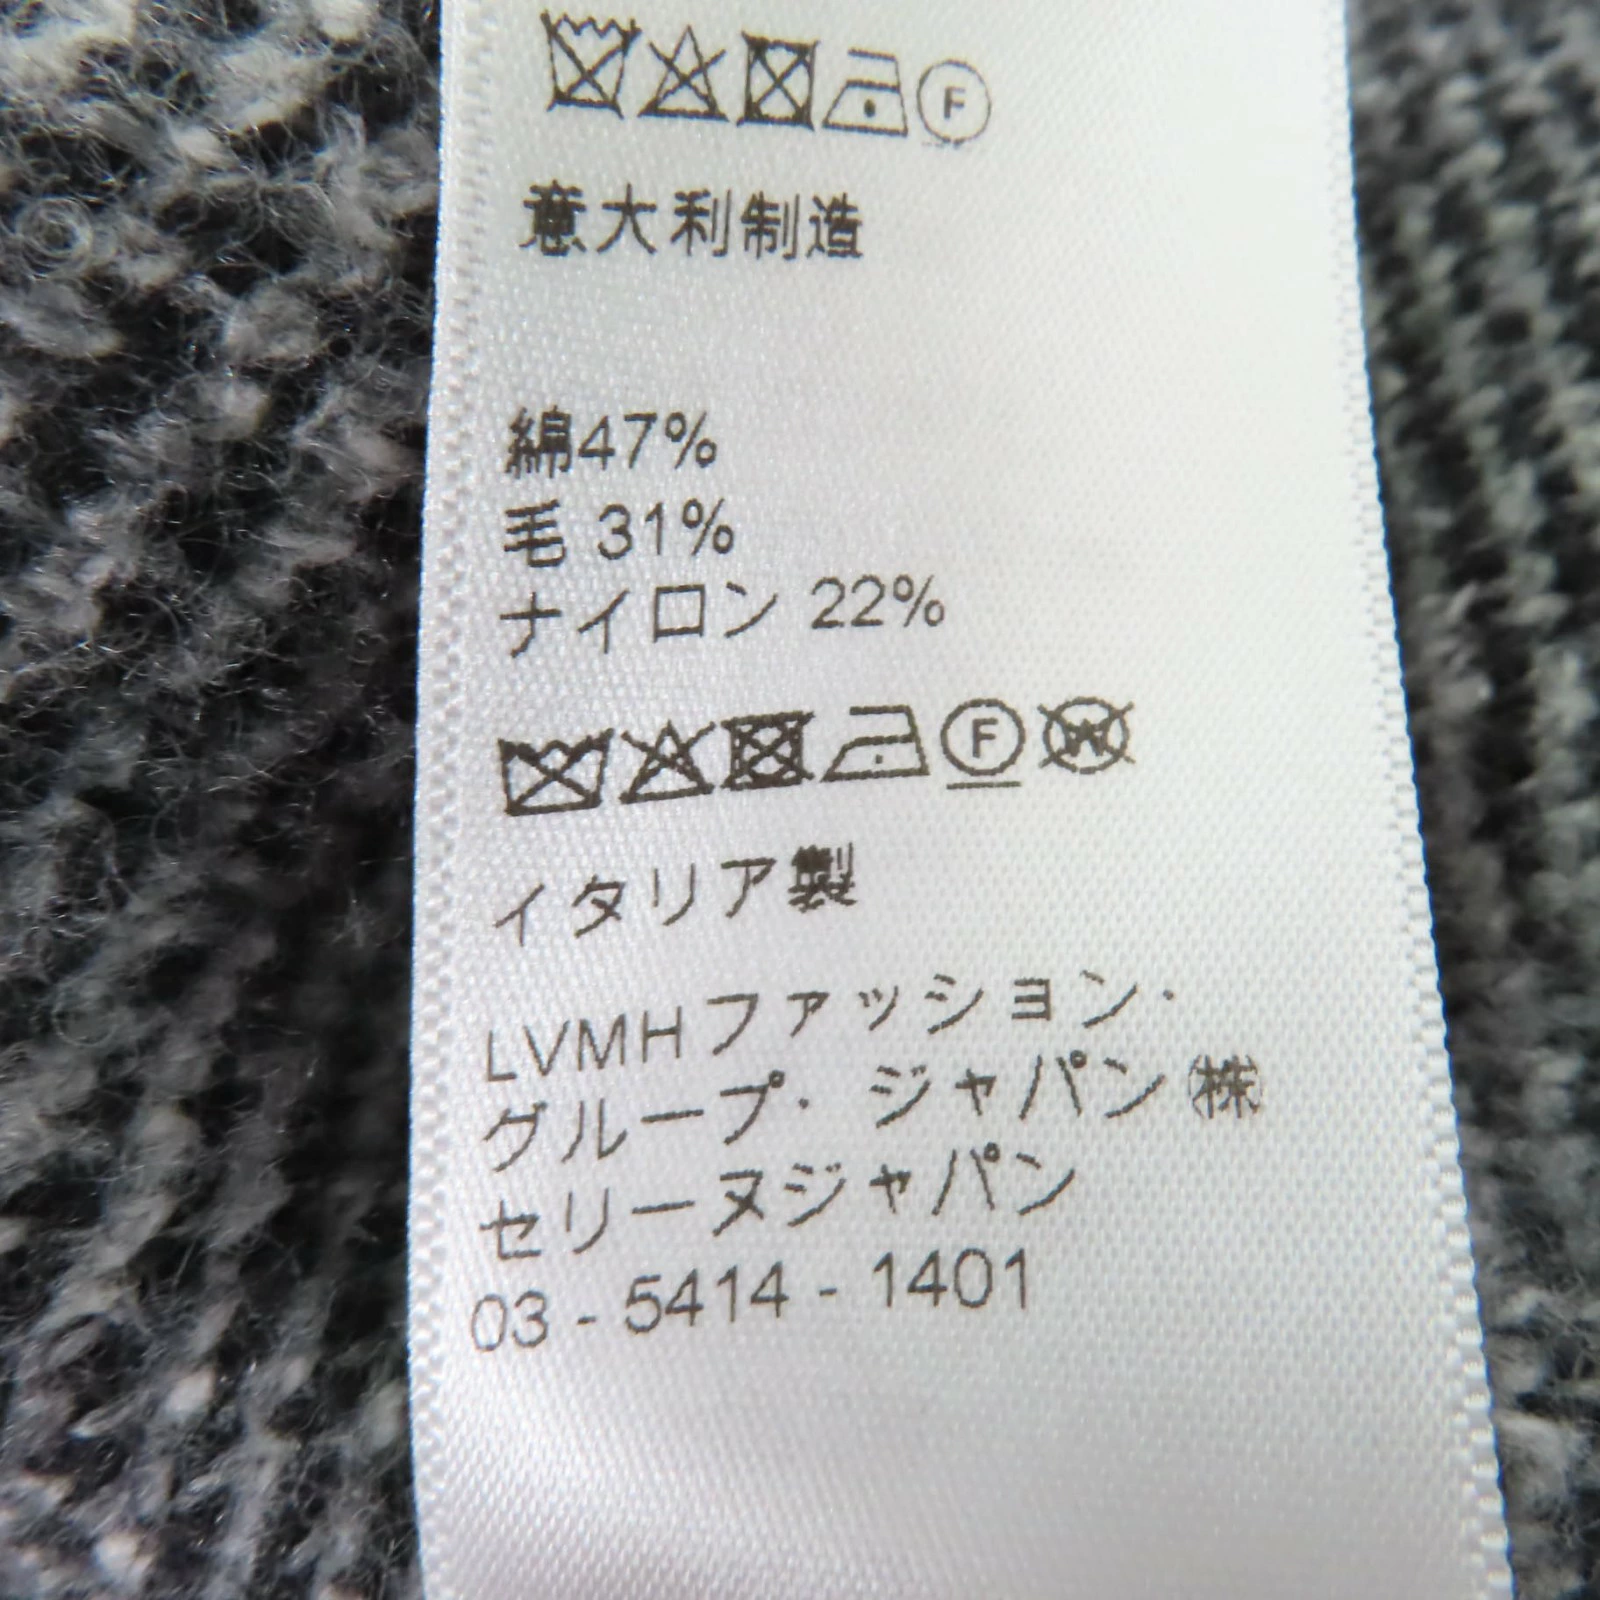 F
意大利制造
綿47%
毛 31%
ナイロン 22%
F W
イタリア製
LVMHファッション・
グループ・ジャパン㈱
セリーヌジャパン
03 - 5414 - 1401